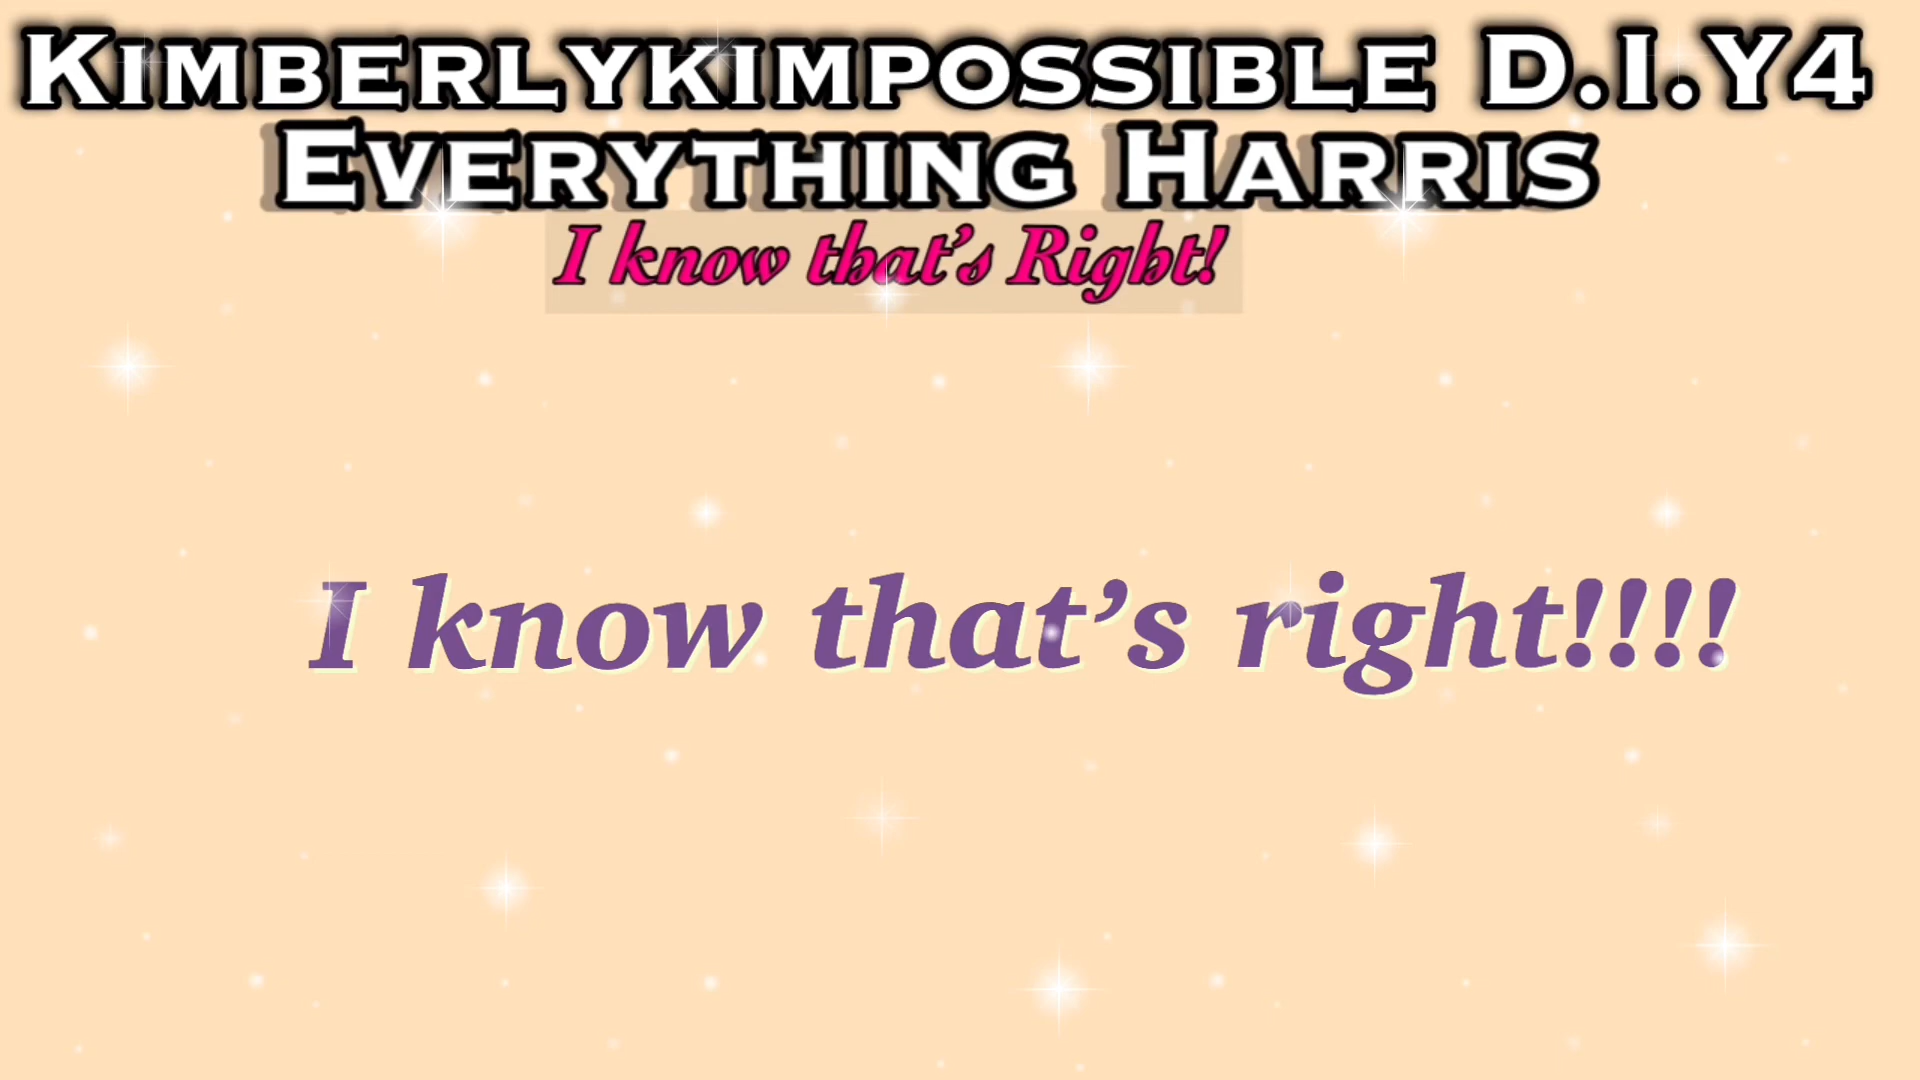 Kimberlykimpossible D.I.Y4
Everything Harris
I know that's Right!
I know that's right!!!!